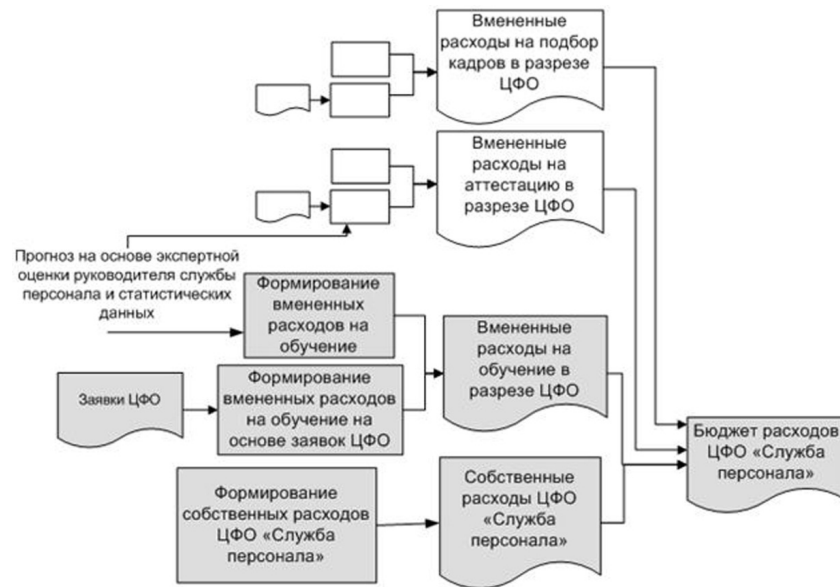 Вмененные
расходы на подбор
кадров в разрезе
ЦФО
Вмененные
расходы на
аттестацию в
разрезе ЦФО
Прогноз на основе экспертной
оценки руководителя службы
персонала и статистических
данных
Формирование
вмененных
расходов на
обучение
Вмененные
расходы на
обучение в
разрезе ЦФО
Заявки ЦФО
Формирование
вмененных расходов
на обучение на
основе заявок ЦФО
Бюджет расходов
ЦФО «Служба
персонала»
Формирование
собственных расходов
ЦФО «Служба
персонала»
Собственные
расходы ЦФО
«Служба
персонала»